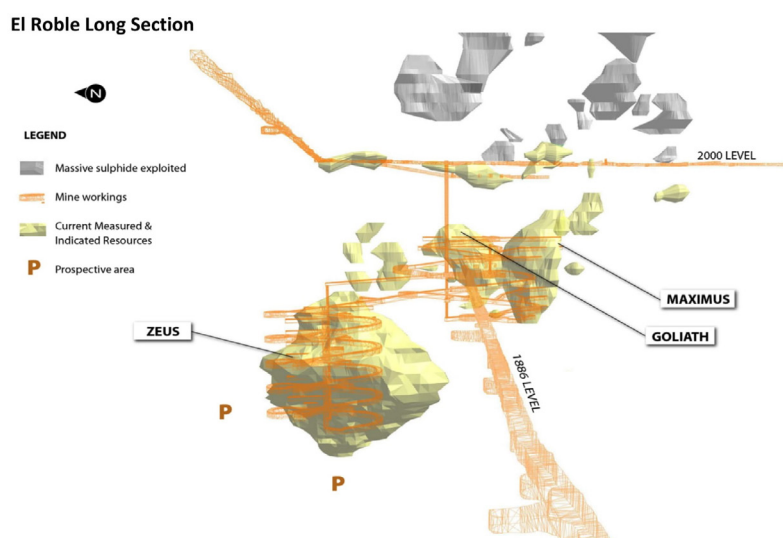 El Roble Long Section
N
LEGEND
Massive sulphide exploited
Mine workings
Current Measured &
Indicated Resources
P Prospective area
2000 LEVEL
MAXIMUS
GOLIATH
ZEUS
1886 LEVEL
P
P